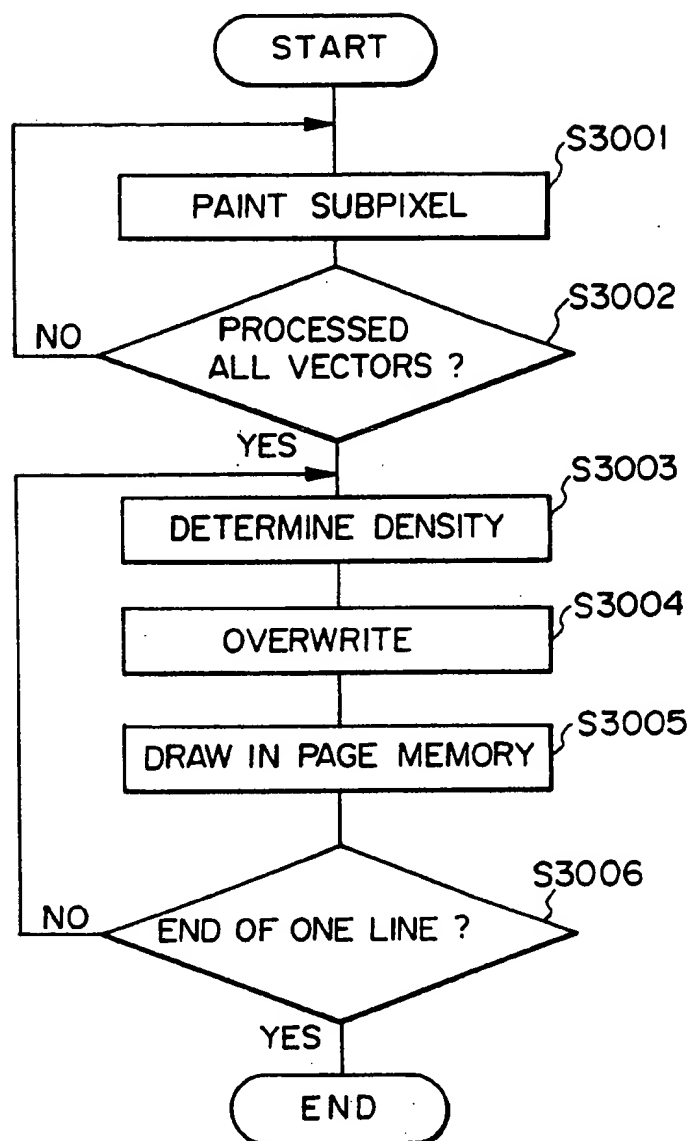 START
S3001
PAINT SUBPIXEL
S3002
PROCESSED
ALL VECTORS ?
NO
YES
S3003
DETERMINE DENSITY
S3004
OVERWRITE
S3005
DRAW IN PAGE MEMORY
S3006
END OF ONE LINE ?
NO
YES
END